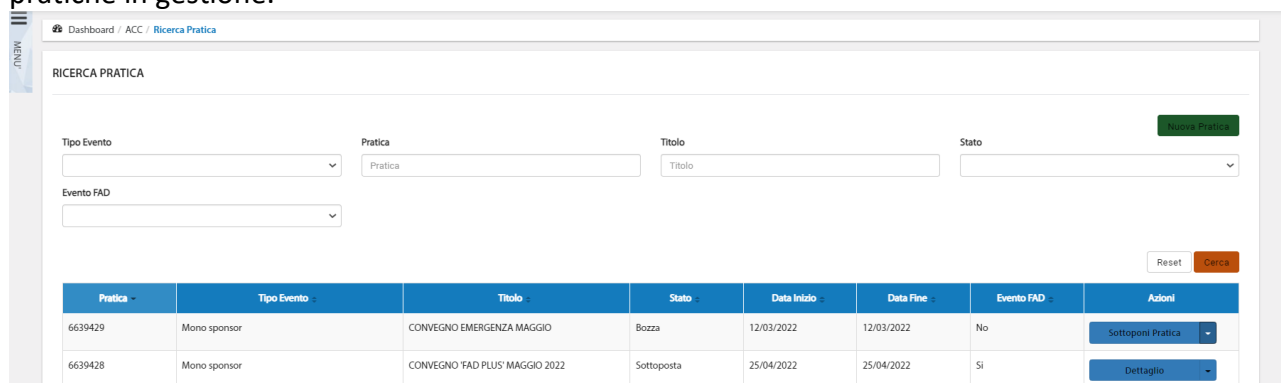 pratiche in gestione.
MENU'
Dashboard / ACC / Ricerca Pratica
RICERCA PRATICA
Nuova Pratica
Tipo Evento Pratica Titolo Stato
Pratica Titolo
Evento FAD
Reset Cerca
Pratica Tipo Evento Titolo Stato Data Inizio Data Fine Evento FAD Azioni
6639429 Mono sponsor CONVEGNO EMERGENZA MAGGIO Bozza 12/03/2022 12/03/2022 No Sottoponi Pratica
6639428 Mono sponsor CONVEGNO 'FAD PLUS' MAGGIO 2022 Sottoposta 25/04/2022 25/04/2022 Si Dettaglio